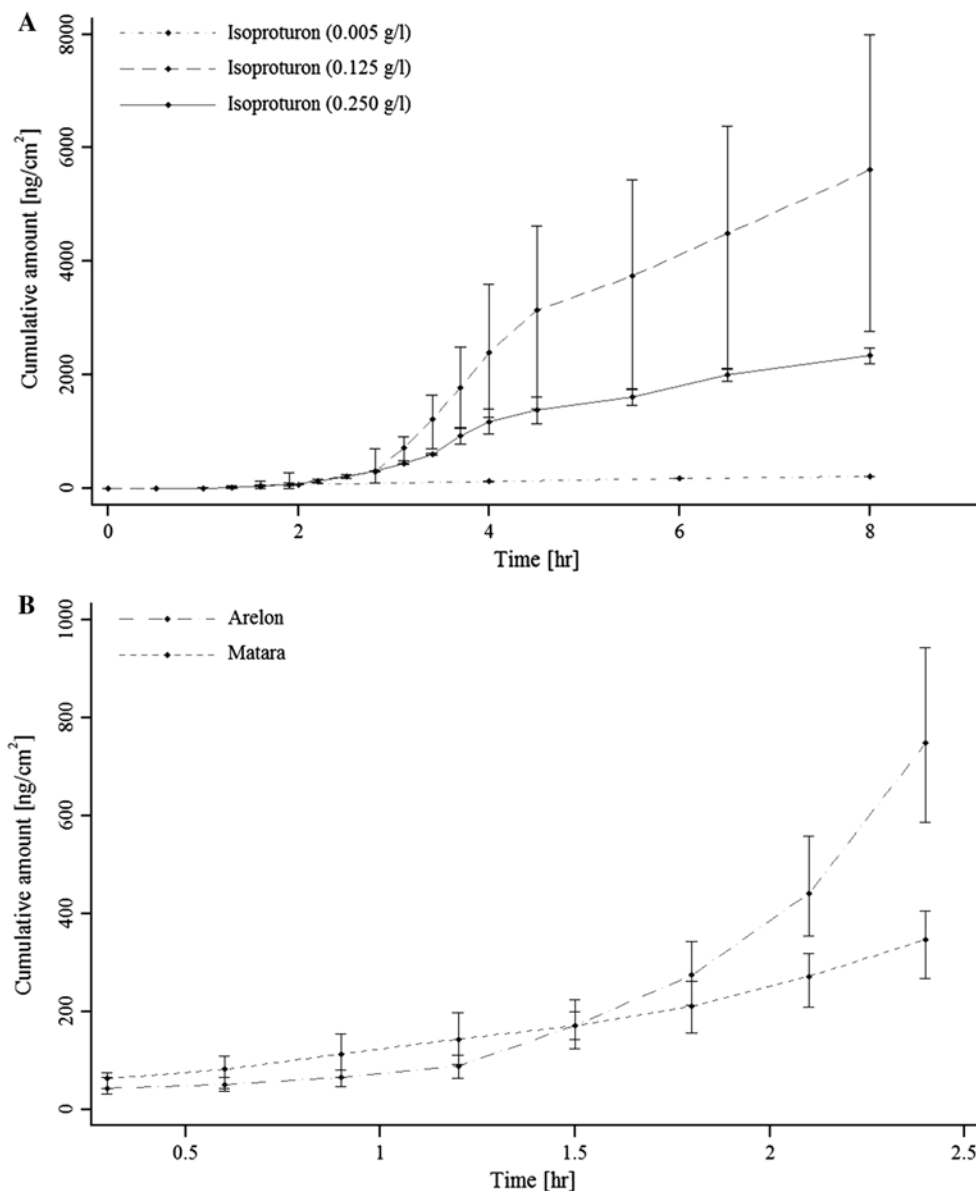 A
Isoproturon (0.005 g/l)
Isoproturon (0.125 g/l)
Isoproturon (0.250 g/l)
Cumulative amount [ng/cm²]
8000
6000
4000
2000
0
0 2 4 6 8
Time [hr]
B
Arelon
Matara
Cumulative amount [ng/cm²]
1000
800
600
400
200
0
0.5 1 1.5 2 2.5
Time [hr]